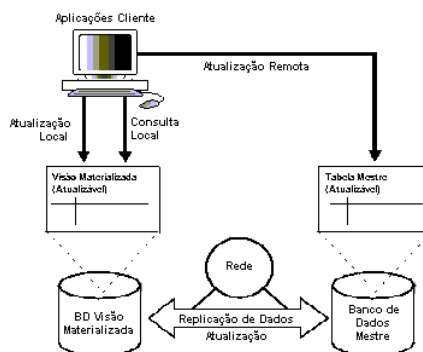 Aplicações Cliente
Atualização Remota
Atualização
Local
Consulta
Local
Visão Materializada
(Atualizável)
Tabela Mestre
(Atualizável)
Rede
BD Visão
Materializada
Replicação de Dados
Atualização
Banco de
Dados
Mestre